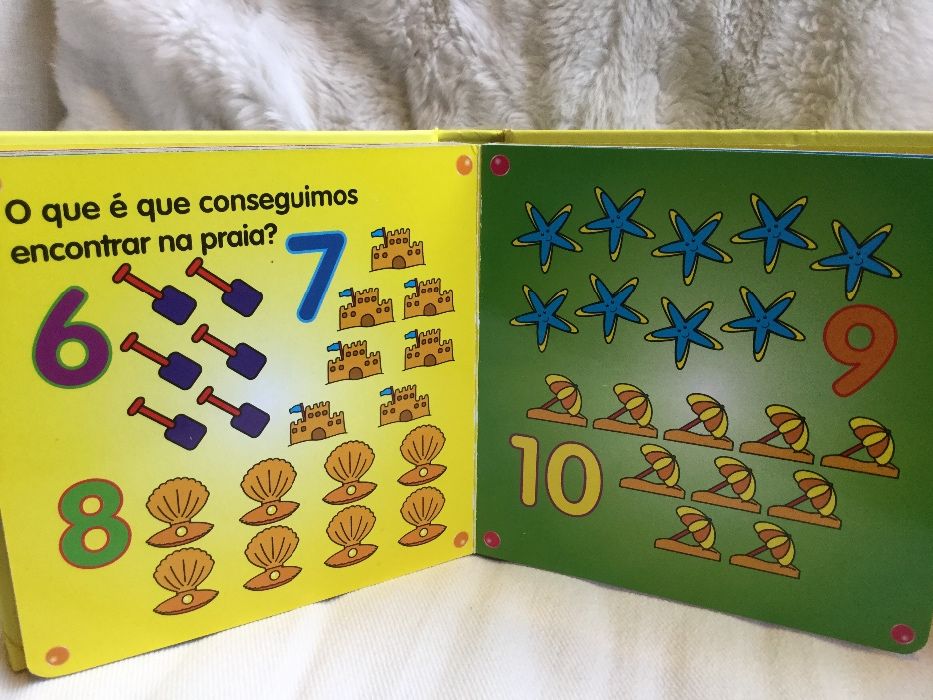 O que é que conseguimos
encontrar na praia?
6
7
8
9
10